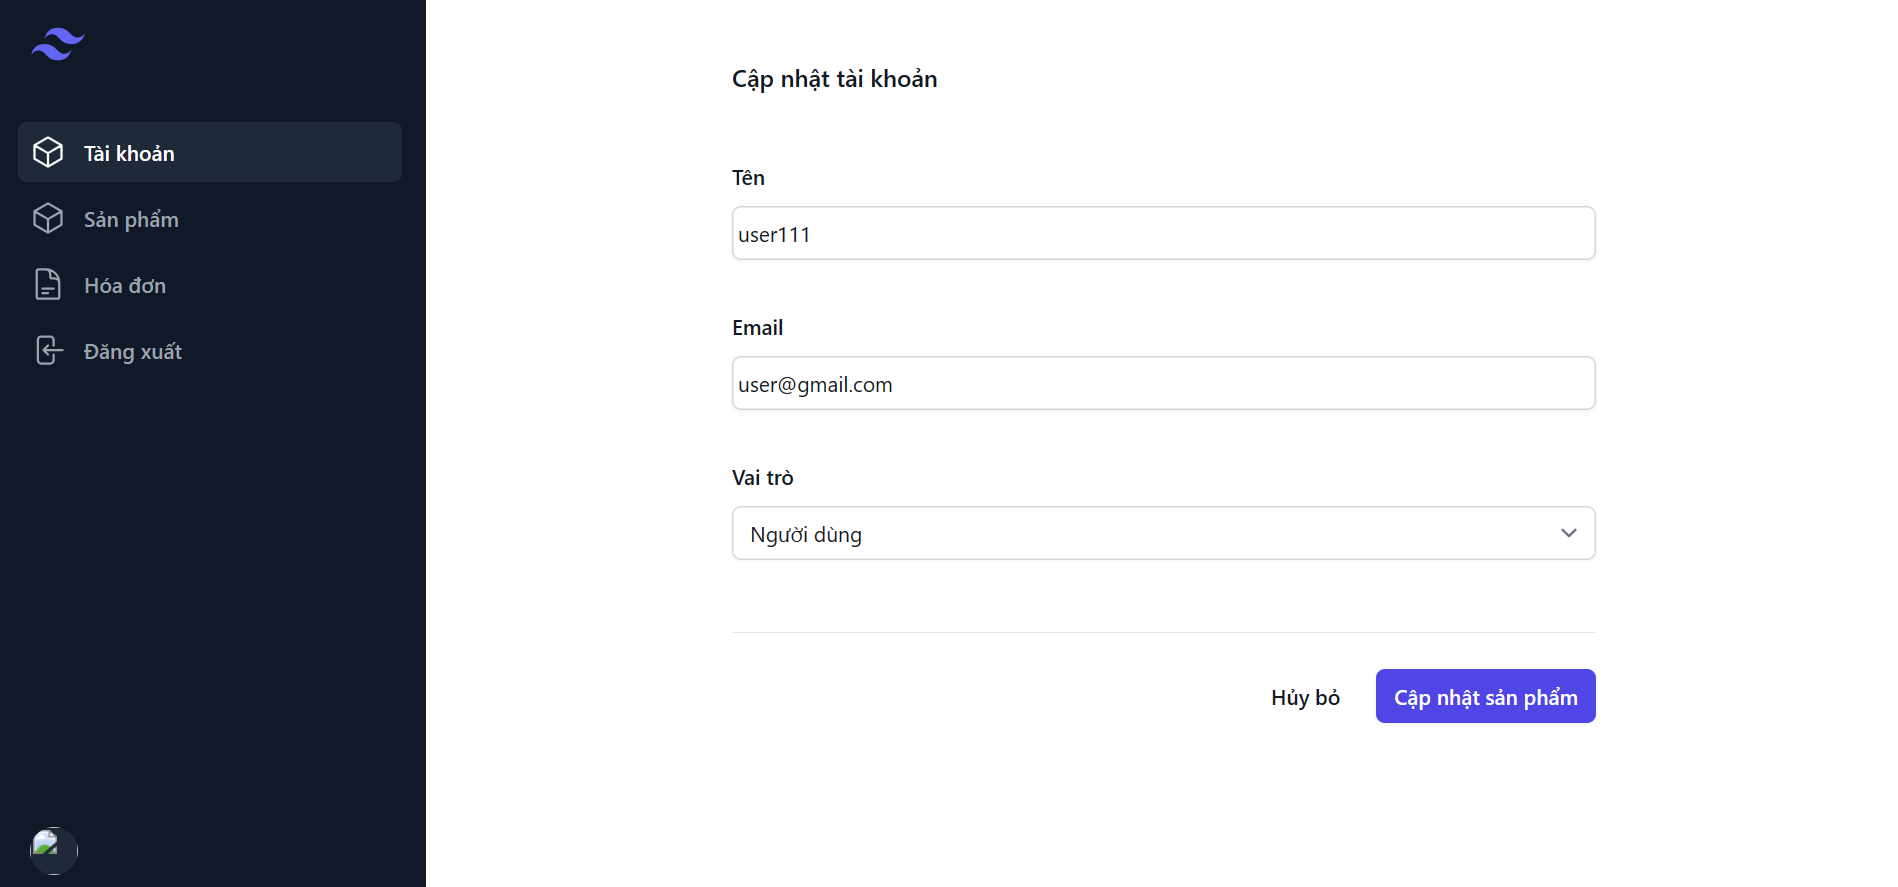 Tài khoản
Sản phẩm
Hóa đơn
Đăng xuất
Cập nhật tài khoản
Tên
user111
Email
user@gmail.com
Vai trò
Người dùng
Hủy bỏ
Cập nhật sản phẩm